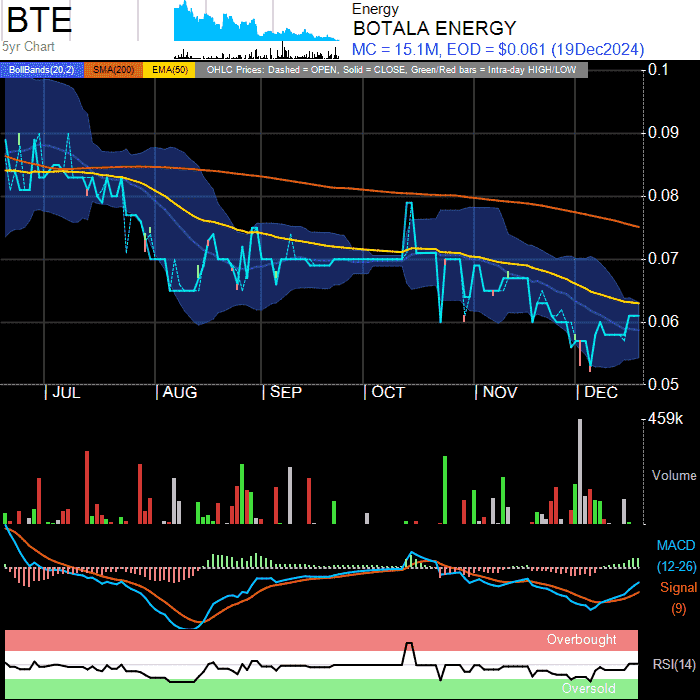 BTE
5yr Chart
Energy
BOTALA ENERGY
MC = 15.1M, EOD = $0.061 (19Dec2024)
BollBands(20,2) SMA(200) EMA(50) OHLC Prices: Dashed = OPEN, Solid = CLOSE, Green/Red bars = Intra-day HIGH/LOW
0.1
0.09
0.08
0.07
0.06
0.05
| JUL | AUG | SEP | OCT | NOV | DEC
459k
Volume
MACD
(12-26)
Signal
(9)
Overbought
RSI(14)
Oversold